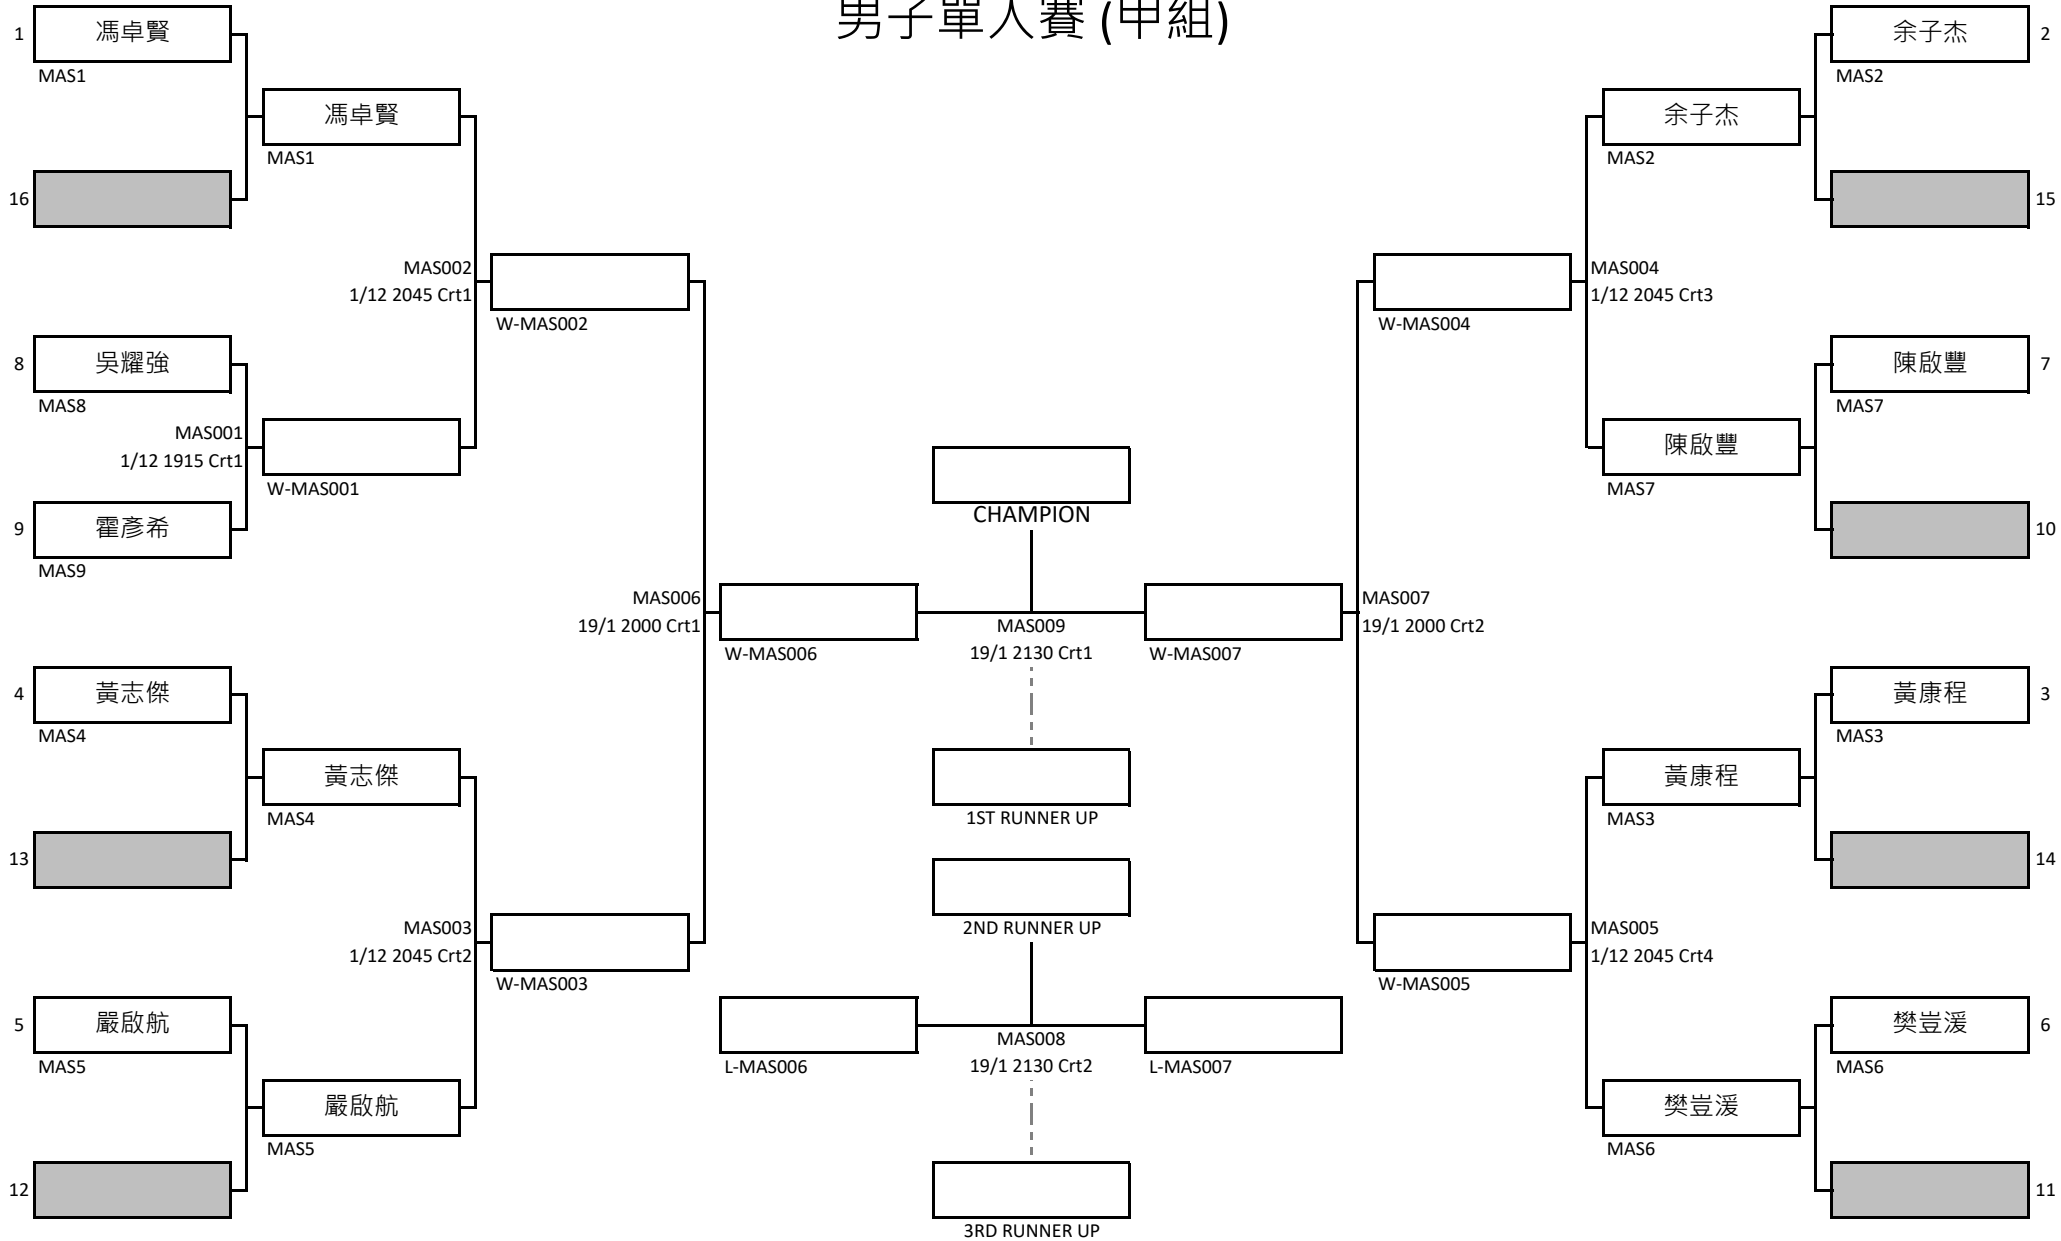 男子單人賽 (甲組)
1
馮卓賢
MAS1
馮卓賢
MAS1
16
MAS002
1/12 2045 Crt1
W-MAS002
8
吳耀強
MAS8
MAS001
1/12 1915 Crt1
W-MAS001
9
霍彥希
MAS9
MAS006
19/1 2000 Crt1
W-MAS006
4
黃志傑
MAS4
黃志傑
MAS4
13
MAS003
1/12 2045 Crt2
W-MAS003
5
嚴啟航
MAS5
嚴啟航
MAS5
12
CHAMPION
MAS009
19/1 2130 Crt1
1ST RUNNER UP
2ND RUNNER UP
L-MAS006
MAS008
19/1 2130 Crt2
L-MAS007
3RD RUNNER UP
余子杰
2
MAS2
余子杰
MAS2
15
W-MAS004
MAS004
1/12 2045 Crt3
陳啟豐
7
MAS7
陳啟豐
MAS7
10
W-MAS007
MAS007
19/1 2000 Crt2
黃康程
3
MAS3
黃康程
MAS3
14
W-MAS005
MAS005
1/12 2045 Crt4
樊豈湲
6
MAS6
樊豈湲
MAS6
11